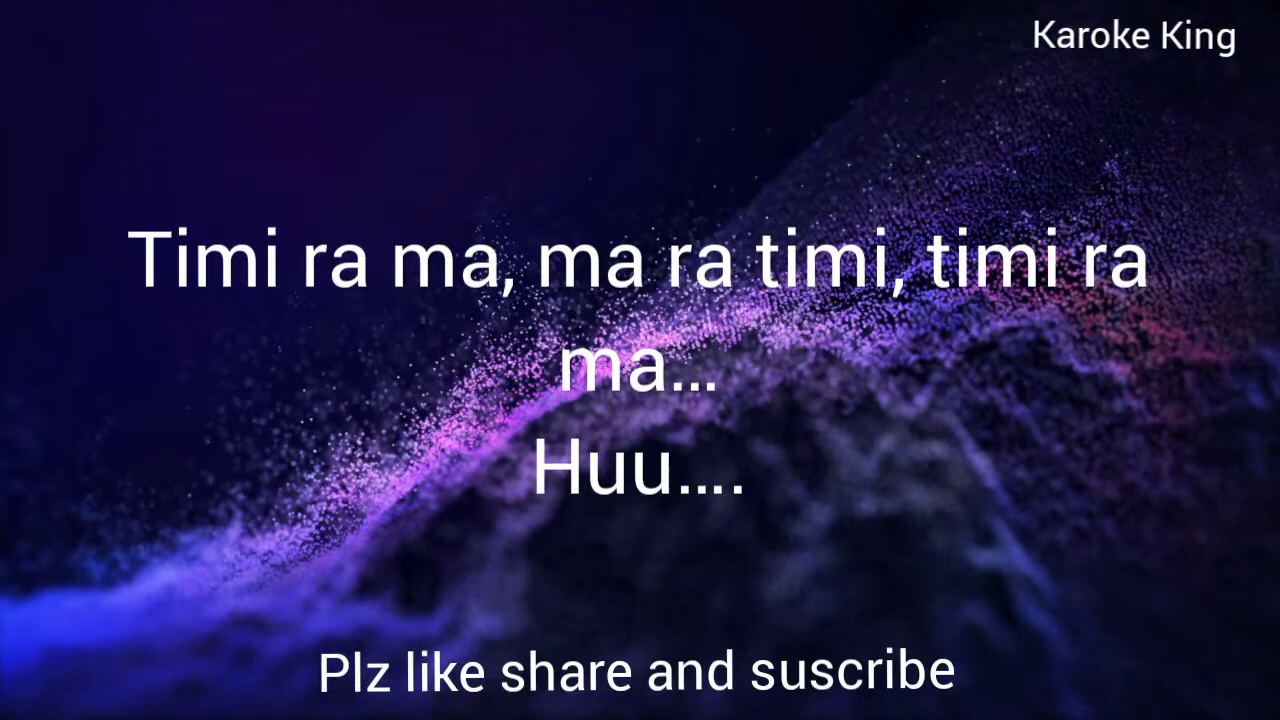 Karoke King
Timi ra ma, ma ra timi, timi ra
ma...
Huu....
Plz like share and suscribe